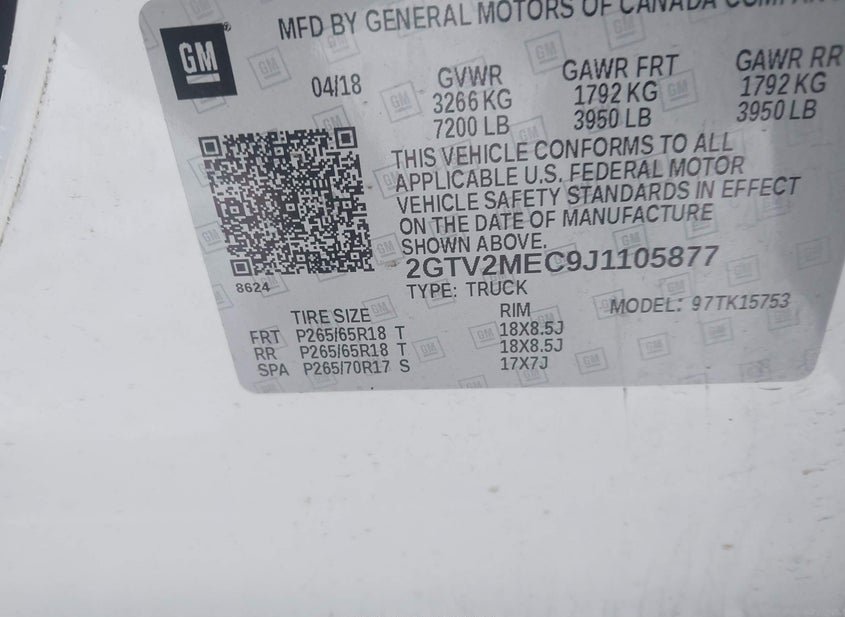 GM
MFD BY GENERAL MOTORS OF CANADA
04/18
GVWR GAWR FRT GAWR RR
3266 KG 1792 KG 1792 KG
7200 LB 3950 LB 3950 LB
THIS VEHICLE CONFORMS TO ALL
APPLICABLE U.S. FEDERAL MOTOR
VEHICLE SAFETY STANDARDS IN EFFECT
ON THE DATE OF MANUFACTURE
SHOWN ABOVE.
2GTV2MEC9J1105877
8624
TYPE: TRUCK
MODEL: 97TK15753
TIRE SIZE RIM
FRT P265/65R18 T 18X8.5J
RR P265/65R18 T 18X8.5J
SPA P265/70R17 S 17X7J